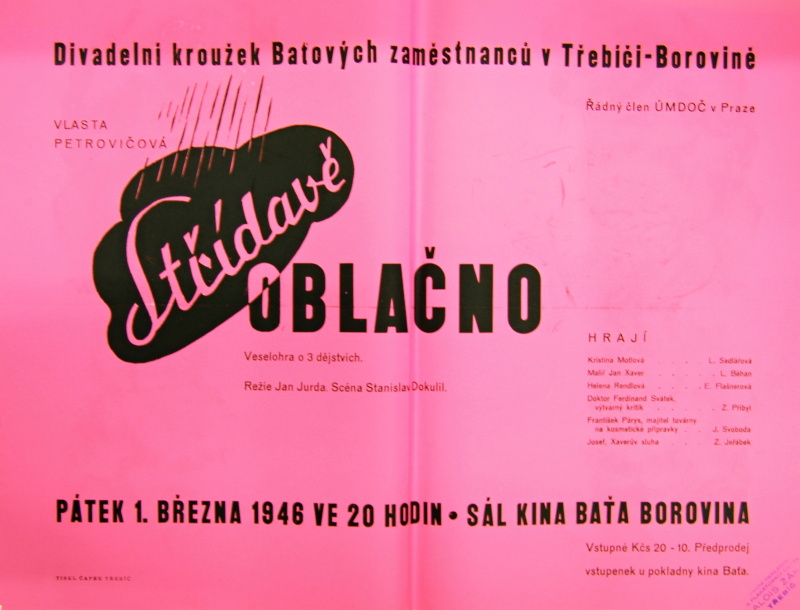 Divadelní kroužek Baťových zaměstnanců v Třebíči-Borovině
Řádný člen ÚMDOČ v Praze
VLASTA
PETROVIČOVÁ
Střídavě
OBLAČNO
Veselohra o 3 dějstvích.
Režie Jan Jurda. Scéna Stanislav Dokulil.
HRAJÍ
Kristina Motlová . . . . . L. Sedlářová
Malíř Jan Xaver . . . . . L. Báňan
Helena Rendlová . . . . . E. Flašnerová
Doktor Ferdinand Svátek,
výtvarný kritik . . . . . Z. Přibyl
František Párys, majitel továrny
na kosmetické přípravky . . . J. Svoboda
Josef, Xaverův sluha . . . . Z. Jeřábek
PÁTEK 1. BŘEZNA 1946 VE 20 HODIN • SÁL KINA BAŤA BOROVINA
Vstupné Kčs 20 - 10. Předprodej
vstupenek u pokladny kina Baťa.